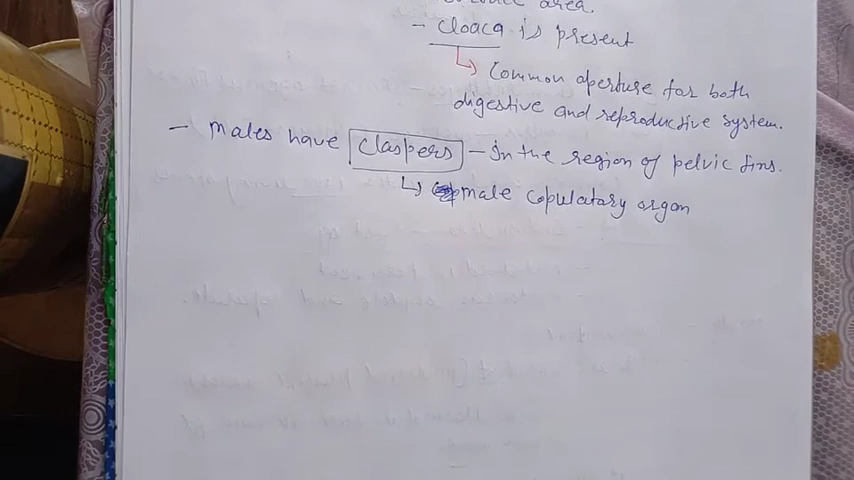 area.
- Cloaca is present
↳ Common aperture for both
digestive and reproductive system.
- Males have Claspers - In the region of pelvic fins.
↳ male copulatory organ